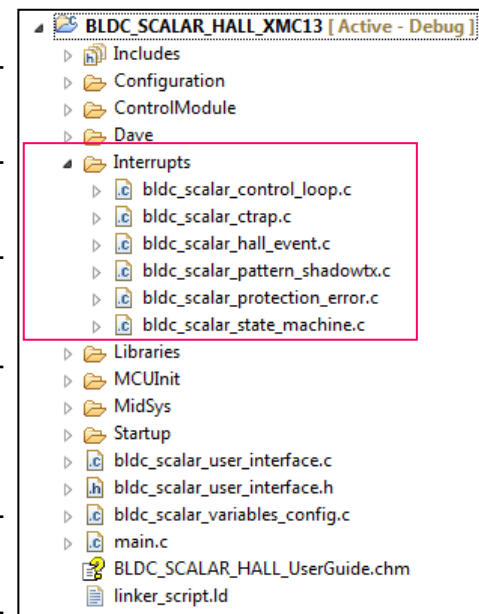 BLDC_SCALAR_HALL_XMC13 [ Active - Debug ]
Includes
Configuration
ControlModule
Dave
Interrupts
bldc_scalar_control_loop.c
bldc_scalar_ctrap.c
bldc_scalar_hall_event.c
bldc_scalar_pattern_shadowtx.c
bldc_scalar_protection_error.c
bldc_scalar_state_machine.c
Libraries
MCUInit
MidSys
Startup
bldc_scalar_user_interface.c
bldc_scalar_user_interface.h
bldc_scalar_variables_config.c
main.c
BLDC_SCALAR_HALL_UserGuide.chm
linker_script.ld